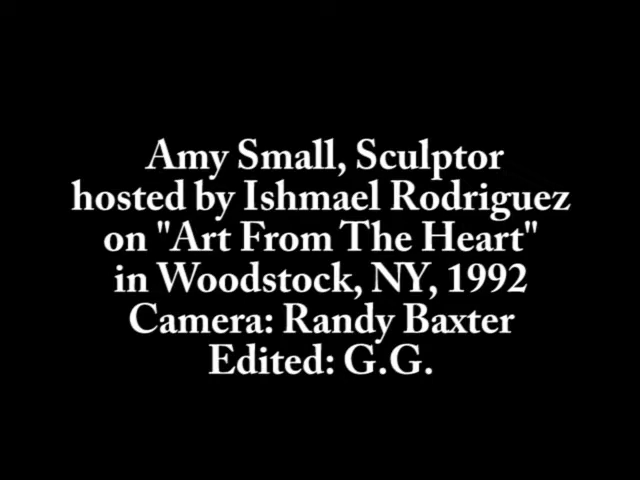 Amy Small, Sculptor
hosted by Ishmael Rodriguez
on "Art From The Heart"
in Woodstock, NY, 1992
Camera: Randy Baxter
Edited: G.G.